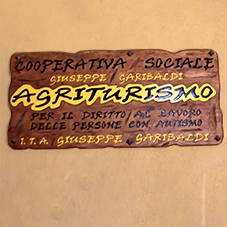 COOPERATIVA SOCIALE
GIUSEPPE GARIBALDI
AGRITURISMO
PER IL DIRITTO AL LAVORO
DELLE PERSONE CON AUTISMO
I.T.A. GIUSEPPE GARIBALDI